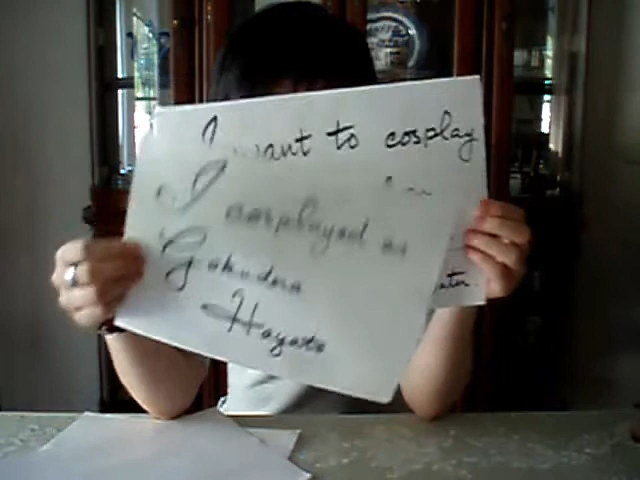 I want to cosplay
I cosplayed as
Gokudera
Hayato